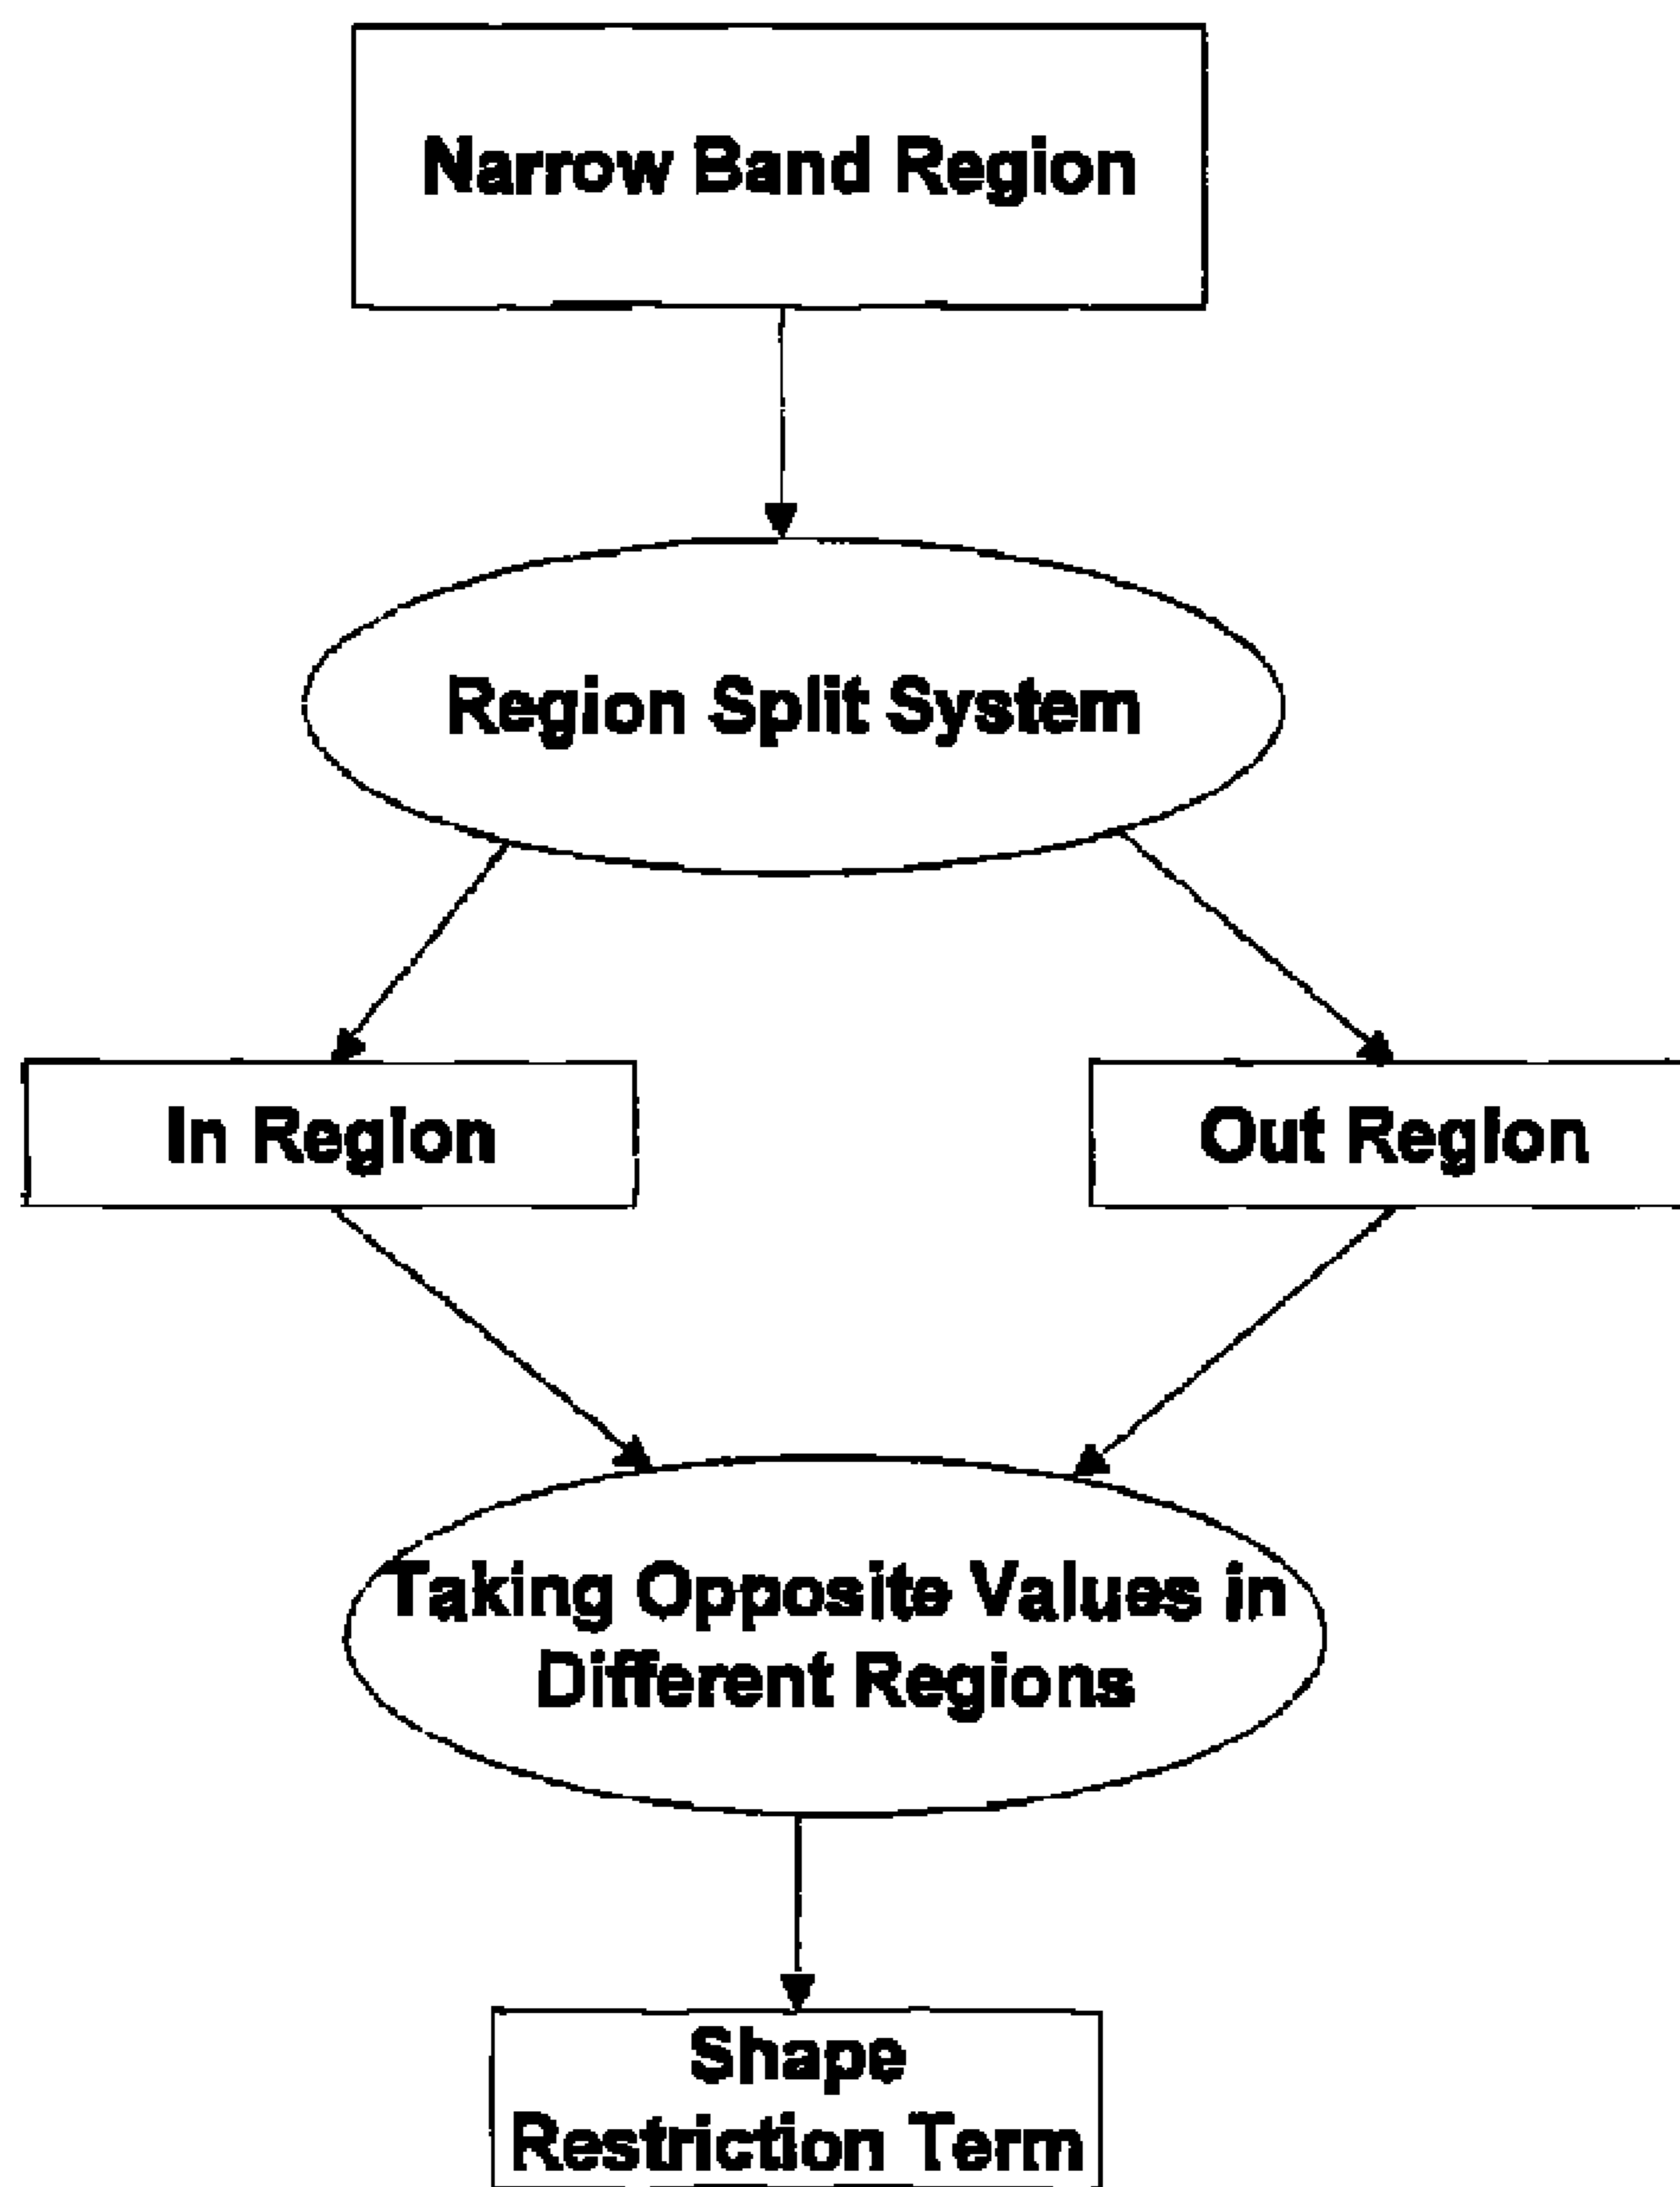 Narrow Band Region
Region Split System
In Region
Out Region
Taking Opposite Values in
Different Regions
Shape
Restriction Term